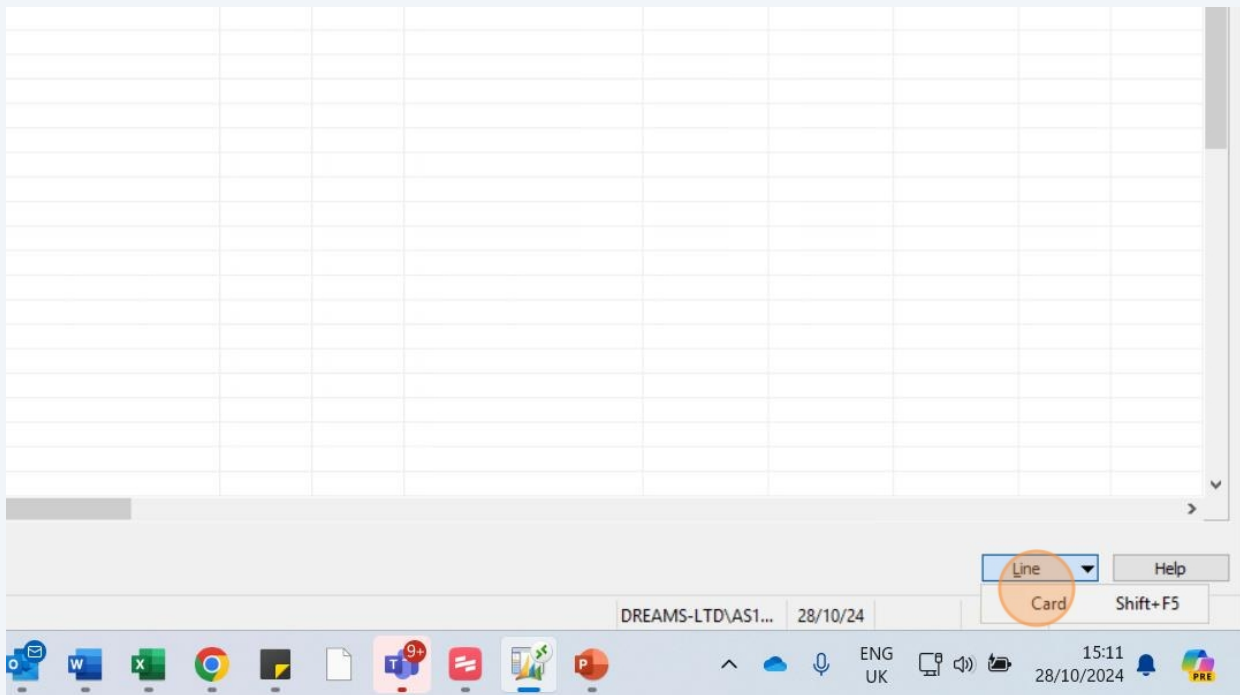 Line Help
Card Shift+F5
DREAMS-LTD\AS1... 28/10/24
O W X T 9+ P ENG 15:11
UK 28/10/2024 PRE